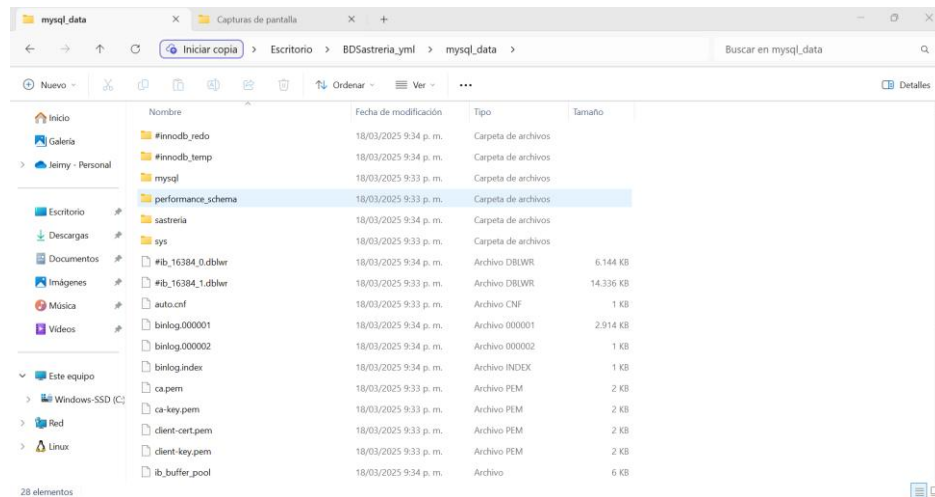 mysql_data
Capturas de pantalla
Iniciar copia > Escritorio > BDSastreria_yml > mysql_data >
Buscar en mysql_data
Nuevo
Ordenar
Ver
Detalles
Inicio
Galería
Jeimy - Personal
Escritorio
Descargas
Documentos
Imágenes
Música
Vídeos
Este equipo
Windows-SSD (C:
Red
Linux
Nombre Fecha de modificación Tipo Tamaño
#innodb_redo 18/03/2025 9:34 p. m. Carpeta de archivos
#innodb_temp 18/03/2025 9:34 p. m. Carpeta de archivos
mysql 18/03/2025 9:33 p. m. Carpeta de archivos
performance_schema 18/03/2025 9:33 p. m. Carpeta de archivos
sastreria 18/03/2025 9:34 p. m. Carpeta de archivos
sys 18/03/2025 9:33 p. m. Carpeta de archivos
#ib_16384_0.dblwr 18/03/2025 9:34 p. m. Archivo DBLWR 6.144 KB
#ib_16384_1.dblwr 18/03/2025 9:33 p. m. Archivo DBLWR 14.336 KB
auto.cnf 18/03/2025 9:33 p. m. Archivo CNF 1 KB
binlog.000001 18/03/2025 9:34 p. m. Archivo 000001 2.914 KB
binlog.000002 18/03/2025 9:34 p. m. Archivo 000002 1 KB
binlog.index 18/03/2025 9:34 p. m. Archivo INDEX 1 KB
ca.pem 18/03/2025 9:33 p. m. Archivo PEM 2 KB
ca-key.pem 18/03/2025 9:33 p. m. Archivo PEM 2 KB
client-cert.pem 18/03/2025 9:33 p. m. Archivo PEM 2 KB
client-key.pem 18/03/2025 9:33 p. m. Archivo PEM 2 KB
ib_buffer_pool 18/03/2025 9:34 p. m. Archivo 6 KB
28 elementos